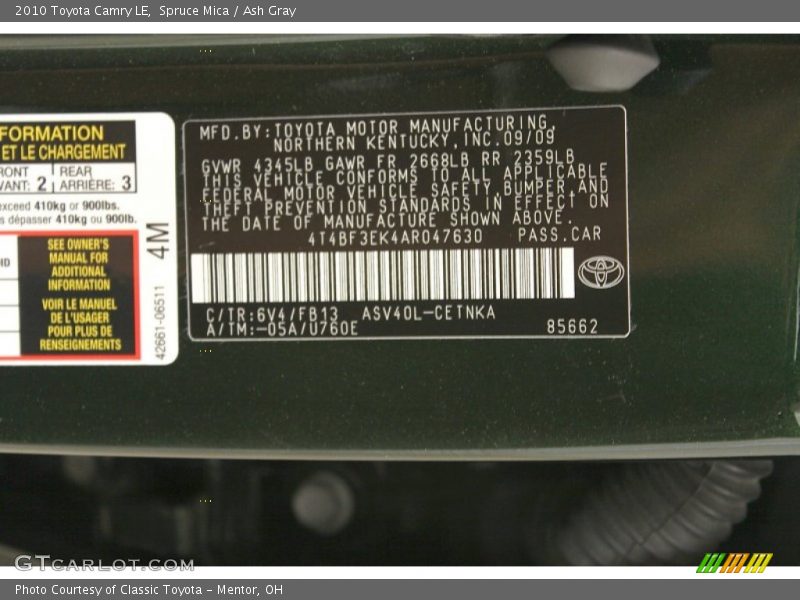 2010 Toyota Camry LE,  Spruce Mica / Ash Gray
FORMATION
ET LE CHARGEMENT
RONT
VANT: 2
REAR
ARRIÈRE: 3
exceed 410kg or 900lbs.
s dépasser 410kg ou 900lb.
SEE OWNER'S
MANUAL FOR
ADDITIONAL
INFORMATION
VOIR LE MANUEL
DE L'USAGER
POUR PLUS DE
RENSEIGNEMENTS
4M
42661-06511
MFD.BY:TOYOTA MOTOR MANUFACTURING,
NORTHERN KENTUCKY,INC.09/09
GVWR 4345LB GAWR FR 2668LB RR 2359LB
THIS VEHICLE CONFORMS TO ALL APPLICABLE
FEDERAL MOTOR VEHICLE SAFETY,BUMPER,AND
THEFT PREVENTION STANDARDS IN EFFECT ON
THE DATE OF MANUFACTURE SHOWN ABOVE.
4T4BF3EK4AR047630 PASS.CAR
C/TR:6V4/FB13 ASV40L-CETNKA
A/TM:-05A/U760E 85662
GTCARLOT.COM
Photo Courtesy of Classic Toyota - Mentor, OH